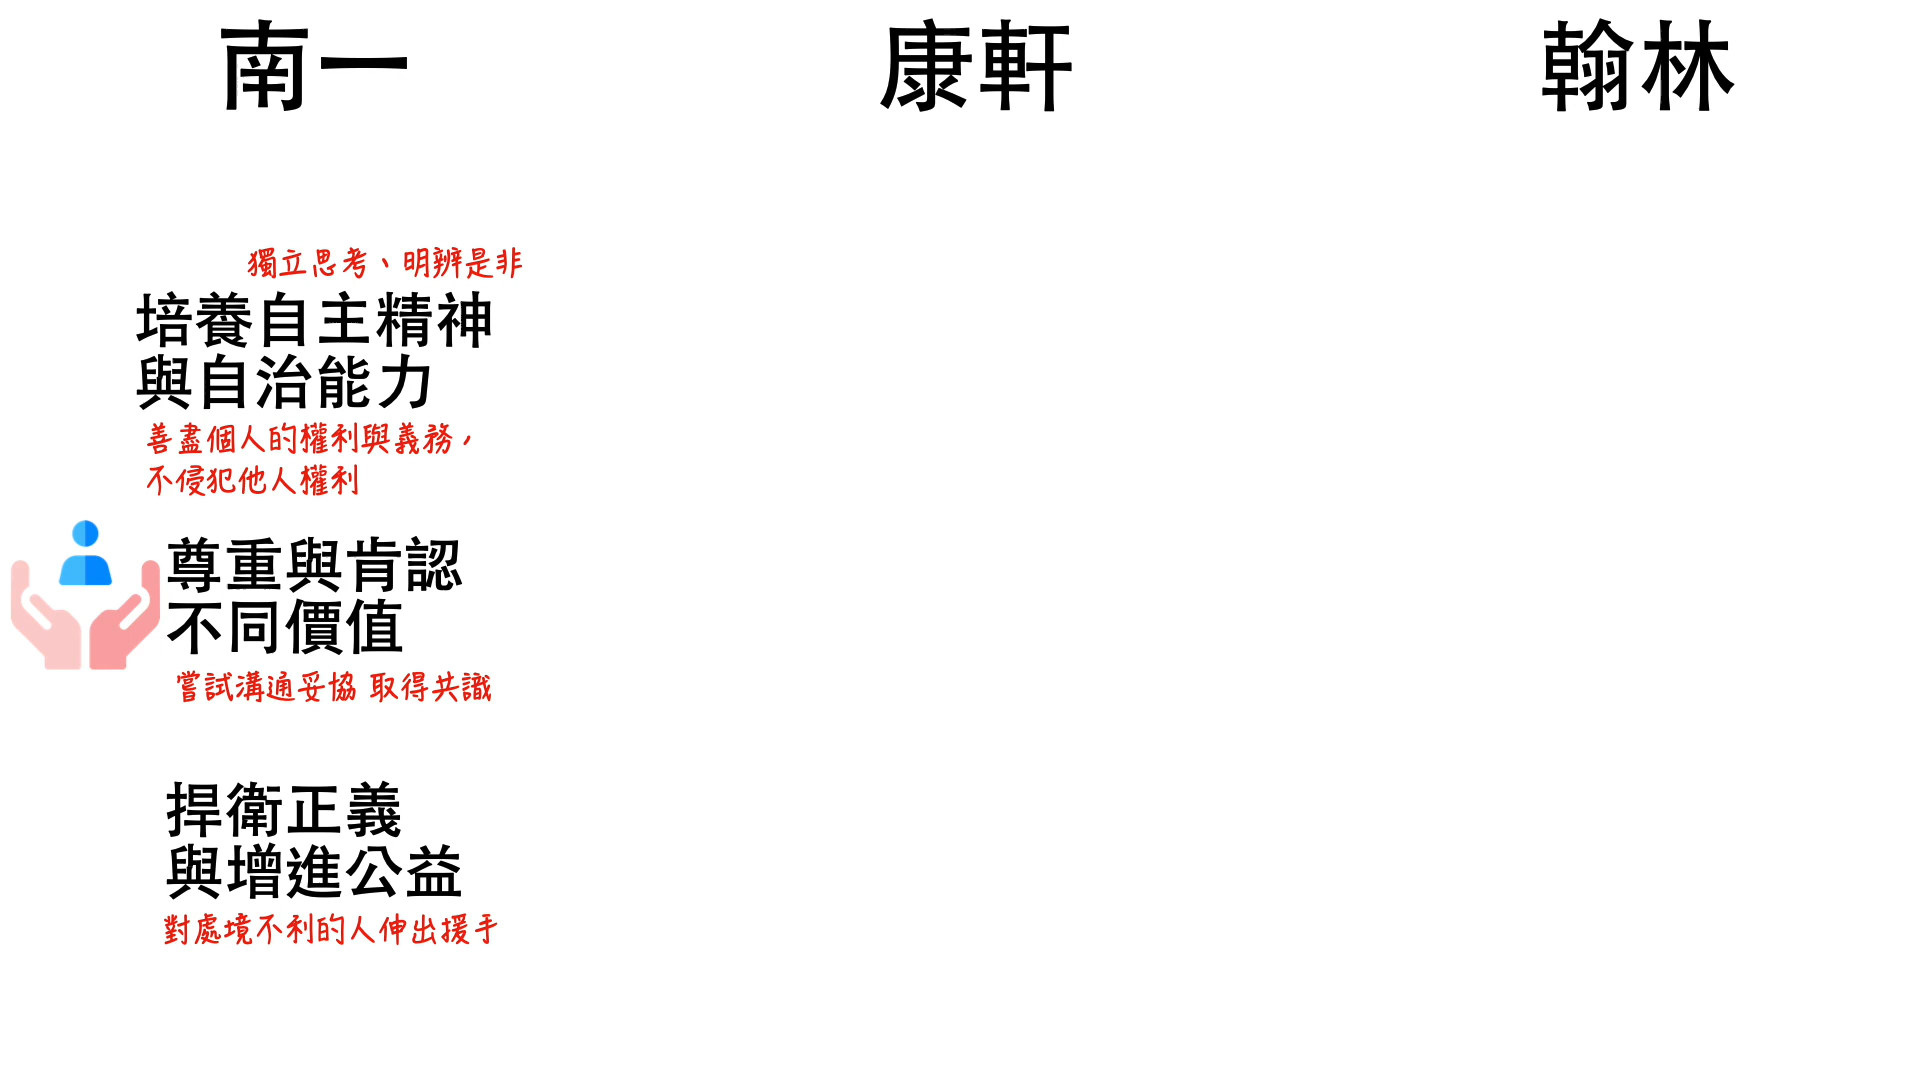 南一
康軒
翰林
獨立思考、明辨是非
培養自主精神
與自治能力
善盡個人的權利與義務，
不侵犯他人權利
尊重與肯認
不同價值
嘗試溝通妥協 取得共識
捍衛正義
與增進公益
對處境不利的人伸出援手